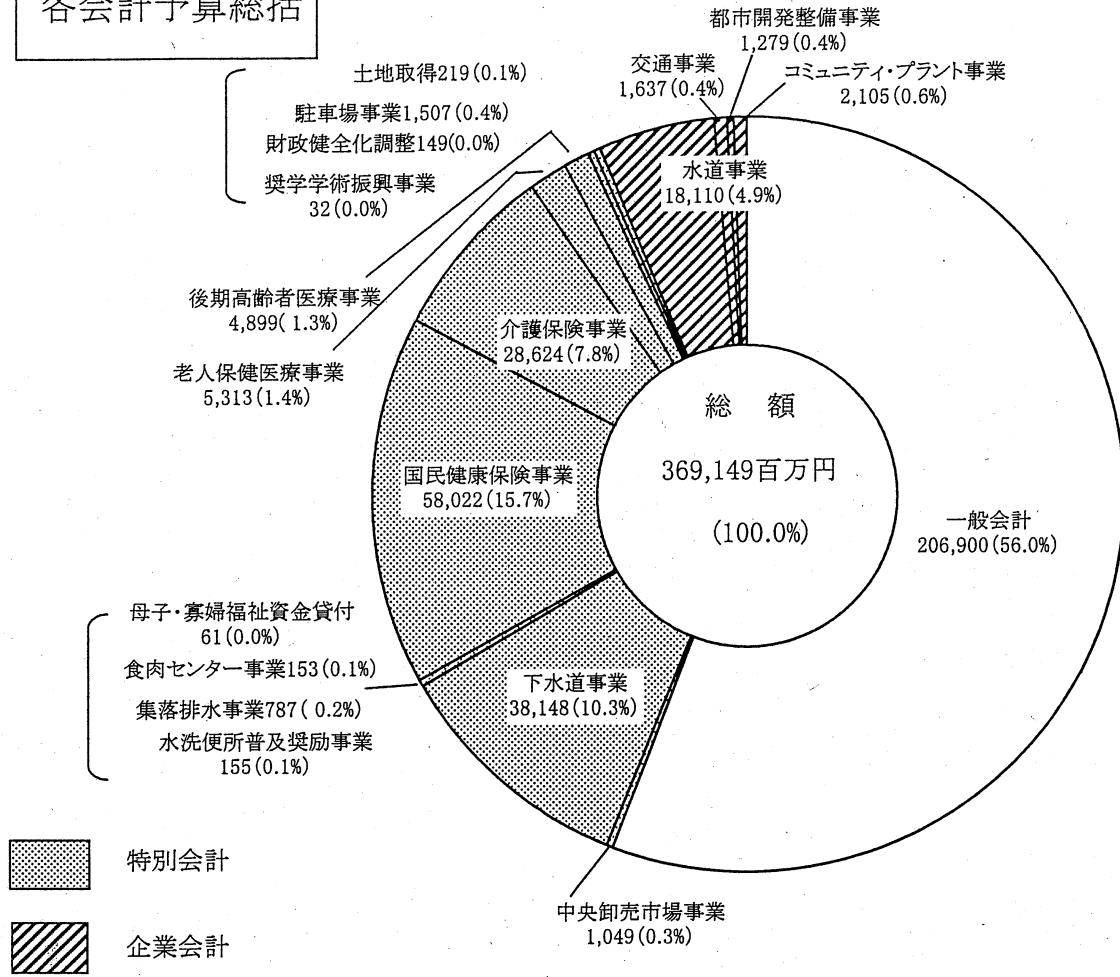 各会計予算総括
都市開発整備事業
1,279(0.4%)
交通事業
1,637(0.4%)
コミュニティ・プラント事業
2,105(0.6%)
土地取得219(0.1%)
駐車場事業1,507(0.4%)
財政健全化調整149(0.0%)
奨学学術振興事業
32(0.0%)
水道事業
18,110(4.9%)
後期高齢者医療事業
4,899( 1.3%)
老人保健医療事業
5,313(1.4%)
介護保険事業
28,624(7.8%)
総 額
369,149百万円
(100.0%)
国民健康保険事業
58,022(15.7%)
一般会計
206,900(56.0%)
母子・寡婦福祉資金貸付
61(0.0%)
食肉センター事業153(0.1%)
集落排水事業787( 0.2%)
水洗便所普及奨励事業
155(0.1%)
下水道事業
38,148(10.3%)
中央卸売市場事業
1,049(0.3%)
特別会計
企業会計